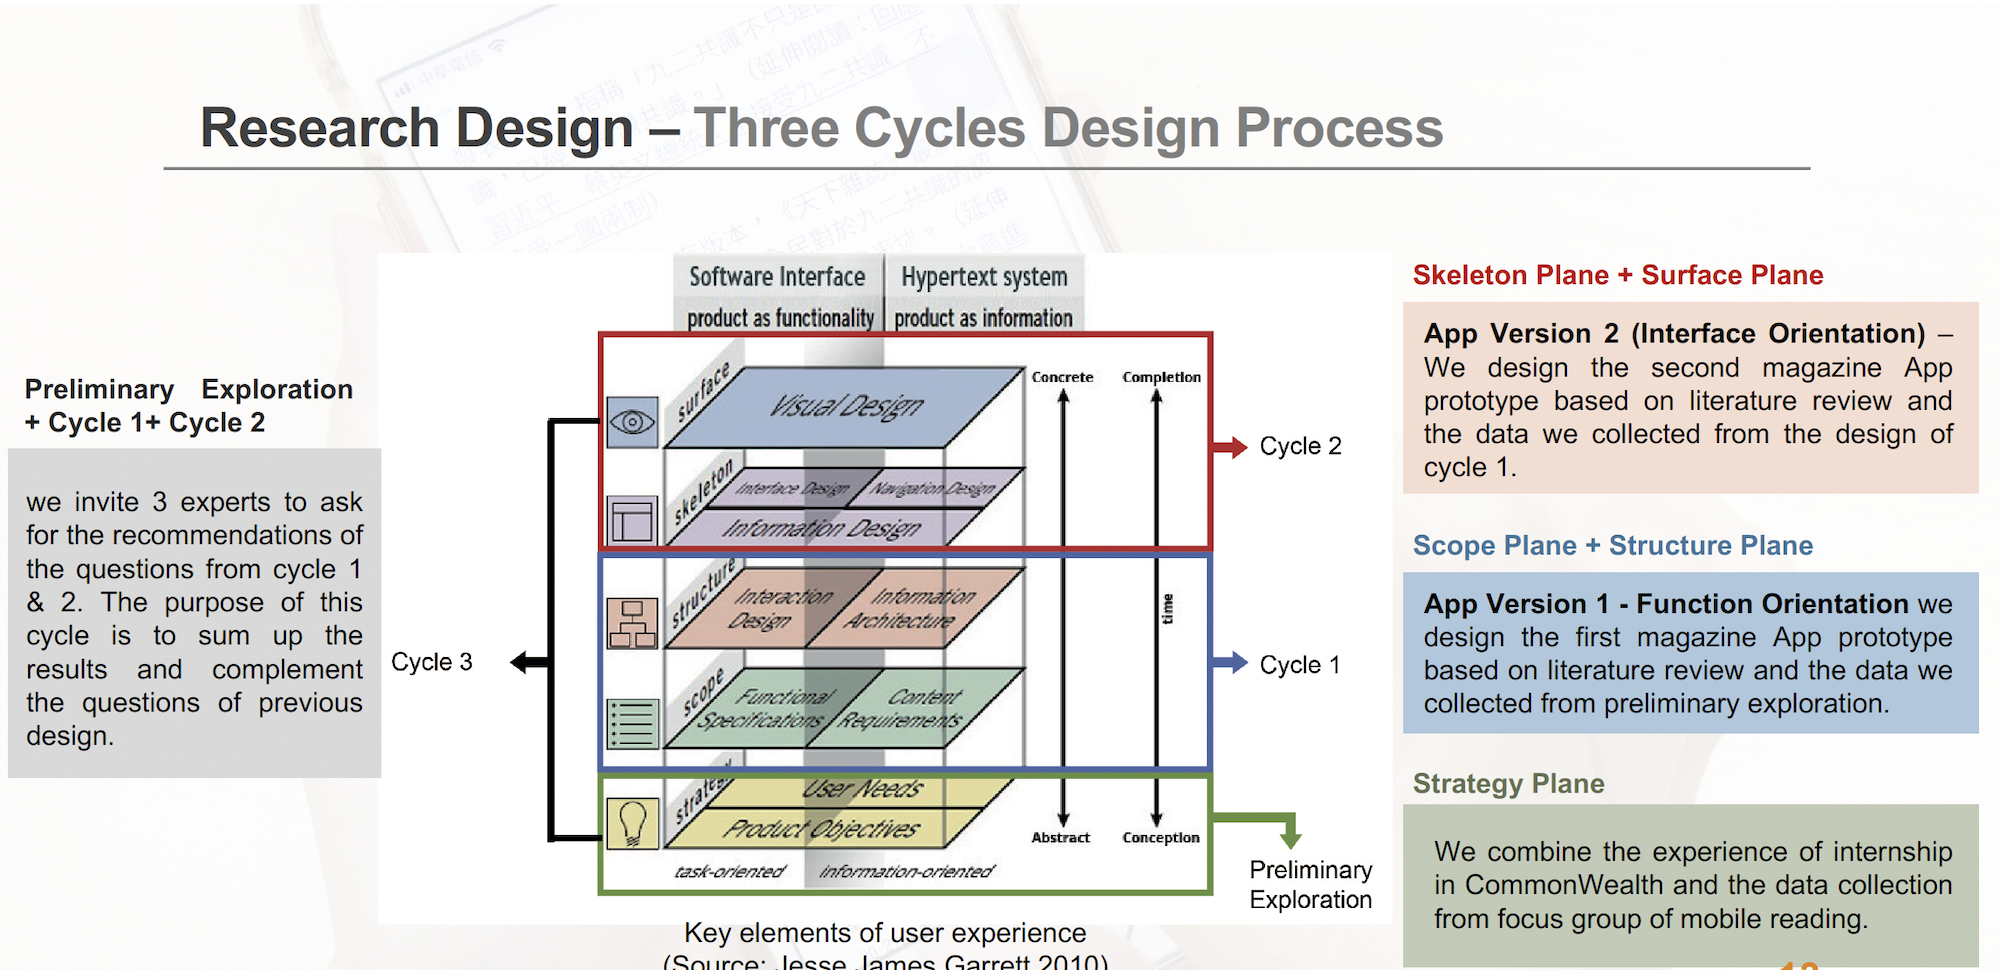 Research Design – Three Cycles Design Process
Preliminary Exploration
+ Cycle 1+ Cycle 2
we invite 3 experts to ask
for the recommendations of
the questions from cycle 1
& 2. The purpose of this
cycle is to sum up the
results and complement
the questions of previous
design.
Cycle 3
Software Interface
product as functionality
Hypertext system
product as information
surface
Visual Design
skeleton
Interface Design
Navigation Design
Information Design
structure
Interaction
Design
Information
Architecture
scope
Functional
Specifications
Content
Requirements
strategy
User Needs
Product Objectives
task-oriented
information-oriented
Concrete
Completion
time
Abstract
Conception
Cycle 2
Cycle 1
Preliminary
Exploration
Key elements of user experience
(Source: Jesse James Garrett 2010)
Skeleton Plane + Surface Plane
App Version 2 (Interface Orientation) –
We design the second magazine App
prototype based on literature review and
the data we collected from the design of
cycle 1.
Scope Plane + Structure Plane
App Version 1 - Function Orientation we
design the first magazine App prototype
based on literature review and the data we
collected from preliminary exploration.
Strategy Plane
We combine the experience of internship
in CommonWealth and the data collection
from focus group of mobile reading.